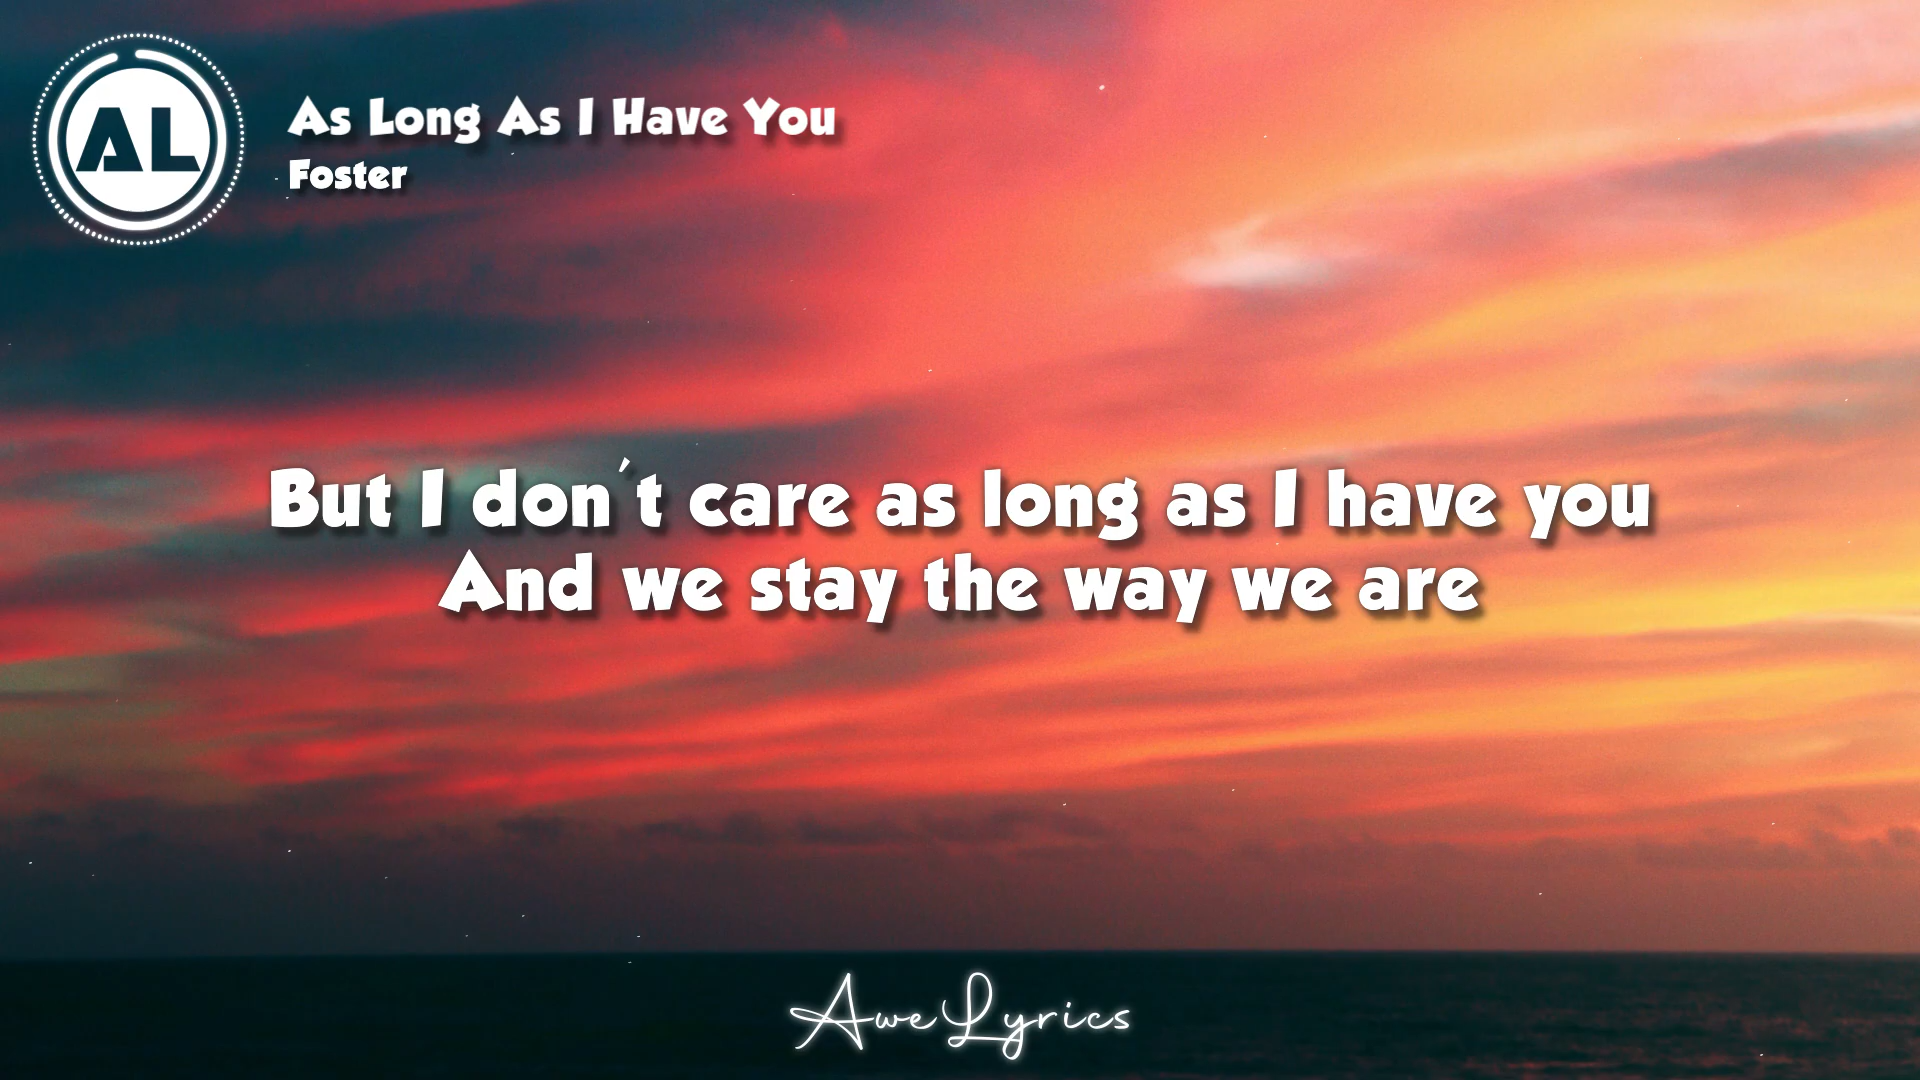 AL
As Long As I Have You
Foster
But I don't care as long as I have you
And we stay the way we are
AweLyrics